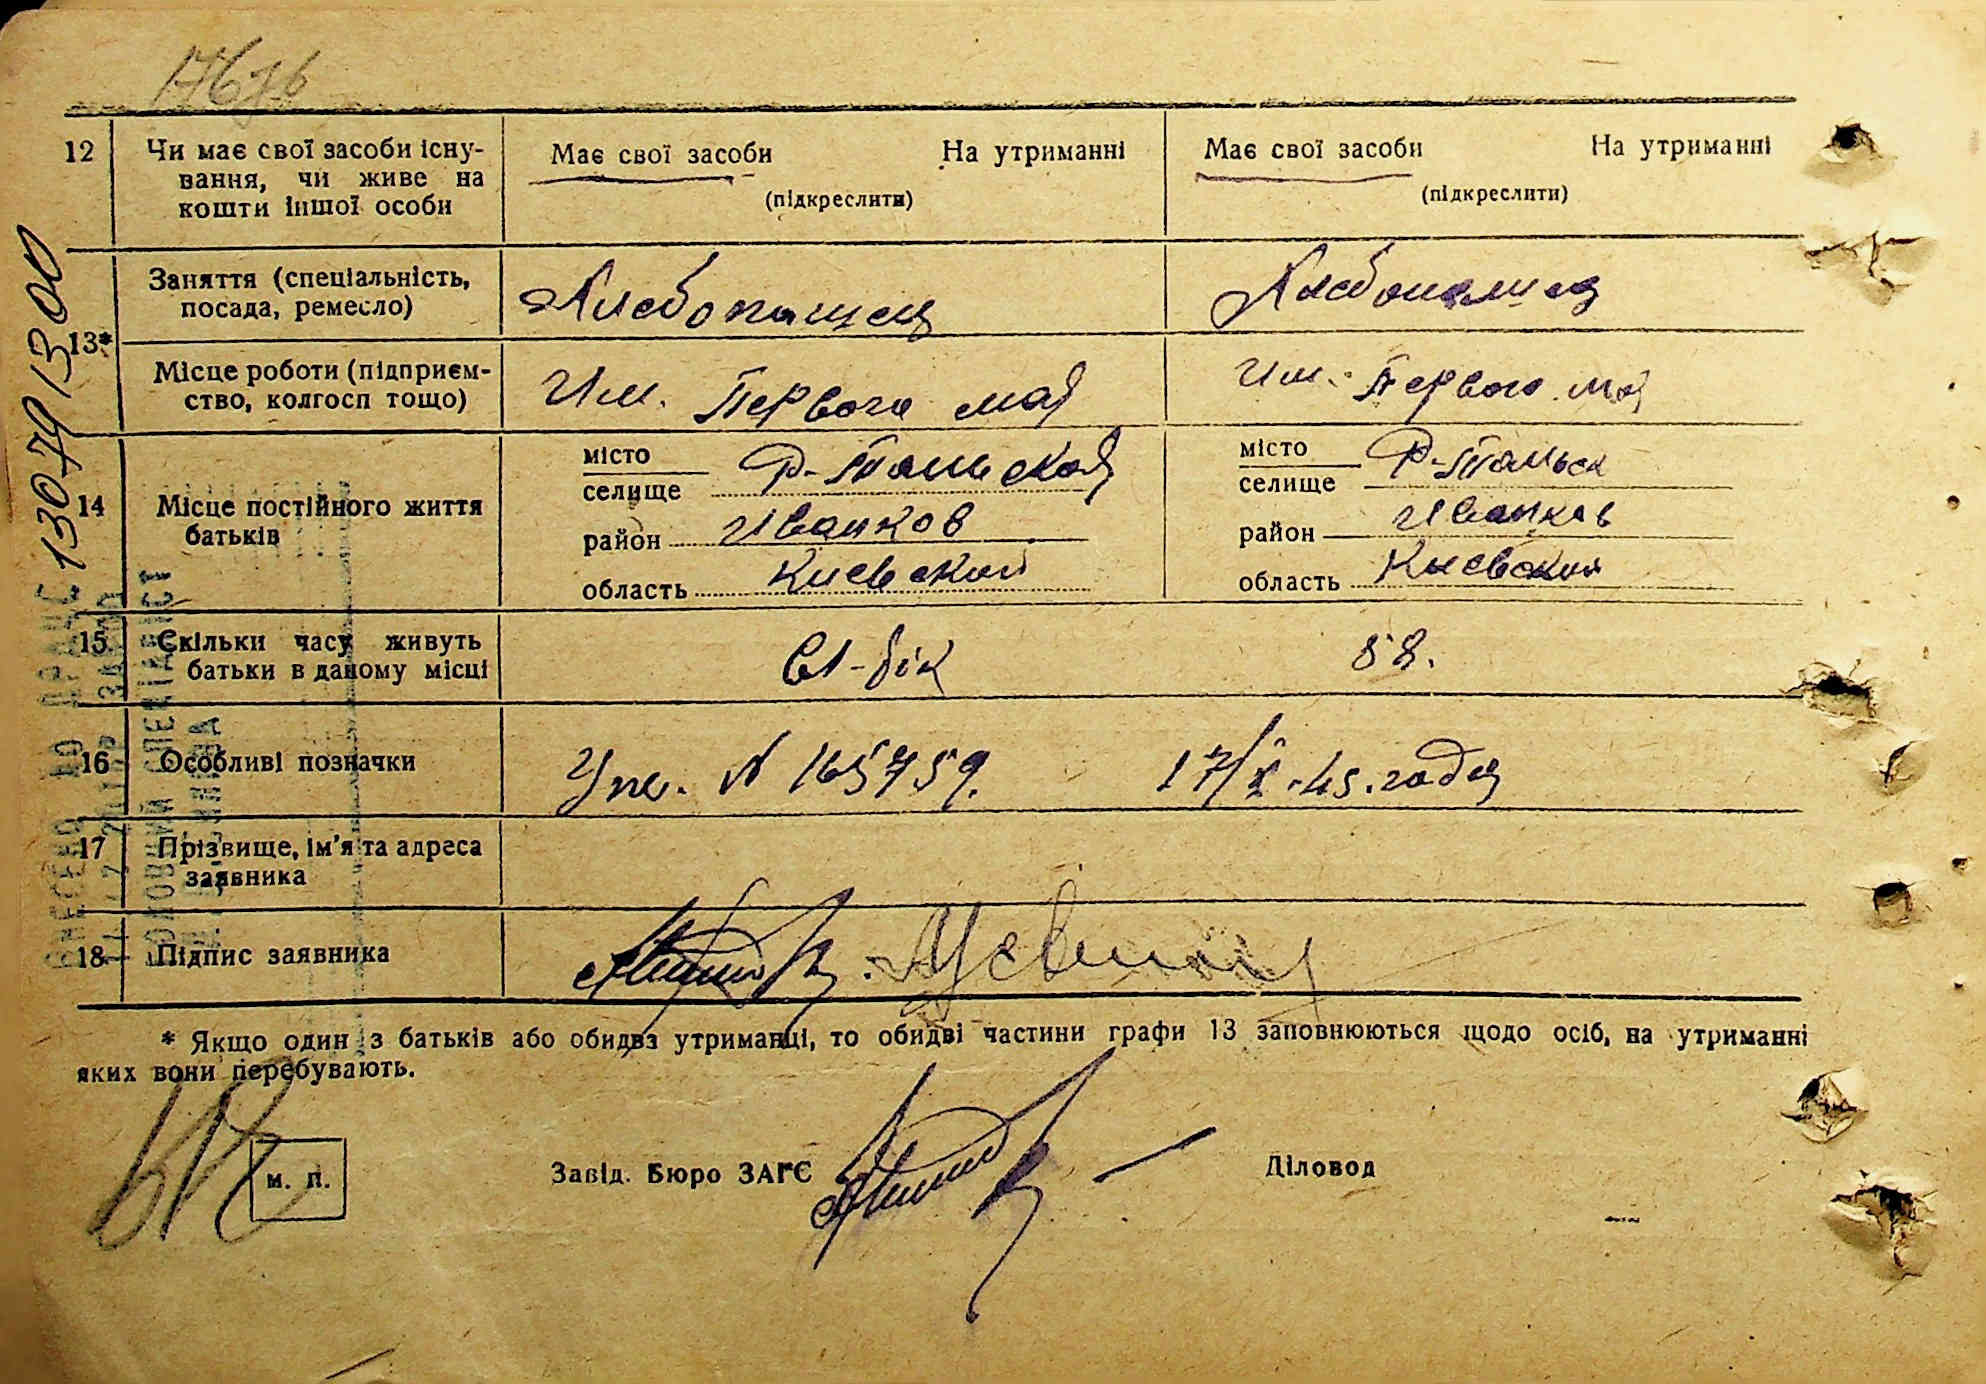 12 Чи має свої засоби існу-
вання, чи живе на
кошти іншої особи
Має свої засоби На утриманні
(підкреслити)
Має свої засоби На утриманні
(підкреслити)
13*
Заняття (спеціальність,
посада, ремесло)
Хлебопашец
Хлебопашец
Місце роботи (підприєм-
ство, колгосп тощо)
Им. Первого мая
Им. Первого мая
14 Місце постійного життя
батьків
місто
селище
район Иванков
область Киевской
місто
селище
район Иванков
область Киевская
15 Скільки часу живуть
батьки в даному місці
16 Особливі позначки
N 165759. 17/X-45. года
17 Прізвище, ім'я та адреса
заявника
18 Підпис заявника
* Якщо один з батьків або обидва утриманці, то обидві частини графи 13 заповнюються щодо осіб, на утриманні
яких вони перебувають.
м. п.
Завід. Бюро ЗАГС
Діловод
13079 1300